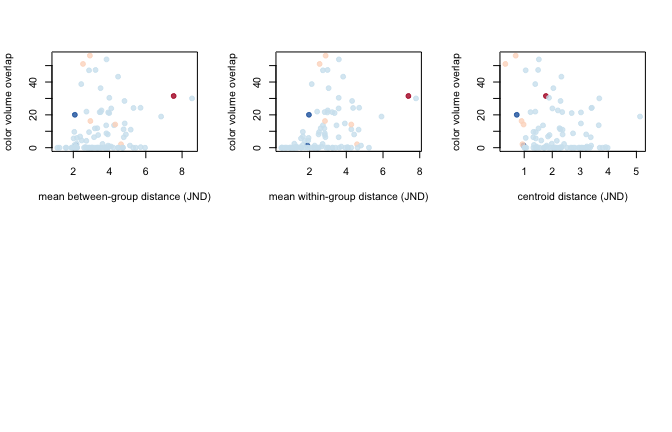 color volume overlap
0 20 40
2 4 6 8
mean between-group distance (JND)
color volume overlap
0 20 40
2 4 6 8
mean within-group distance (JND)
color volume overlap
0 20 40
1 2 3 4 5
centroid distance (JND)